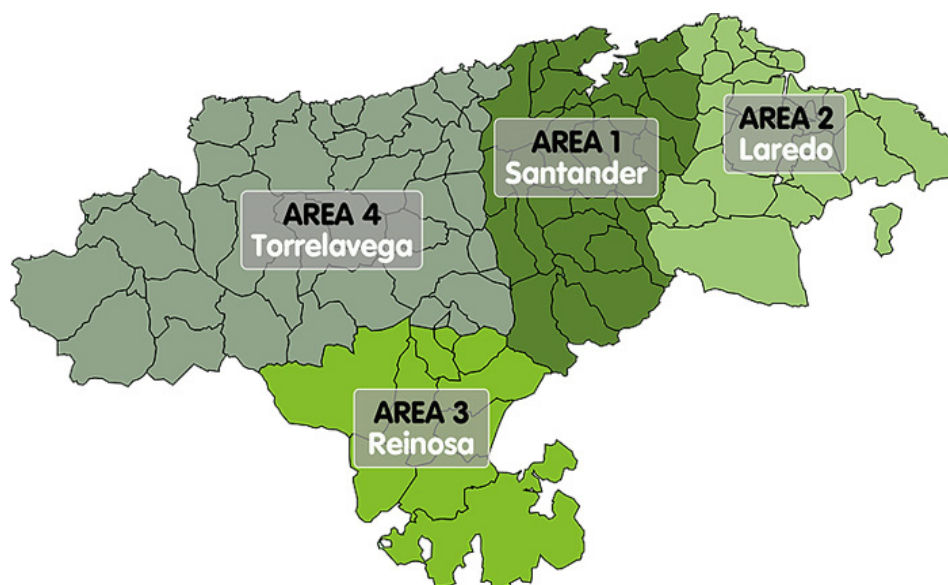 AREA 1
Santander
AREA 2
Laredo
AREA 4
Torrelavega
AREA 3
Reinosa